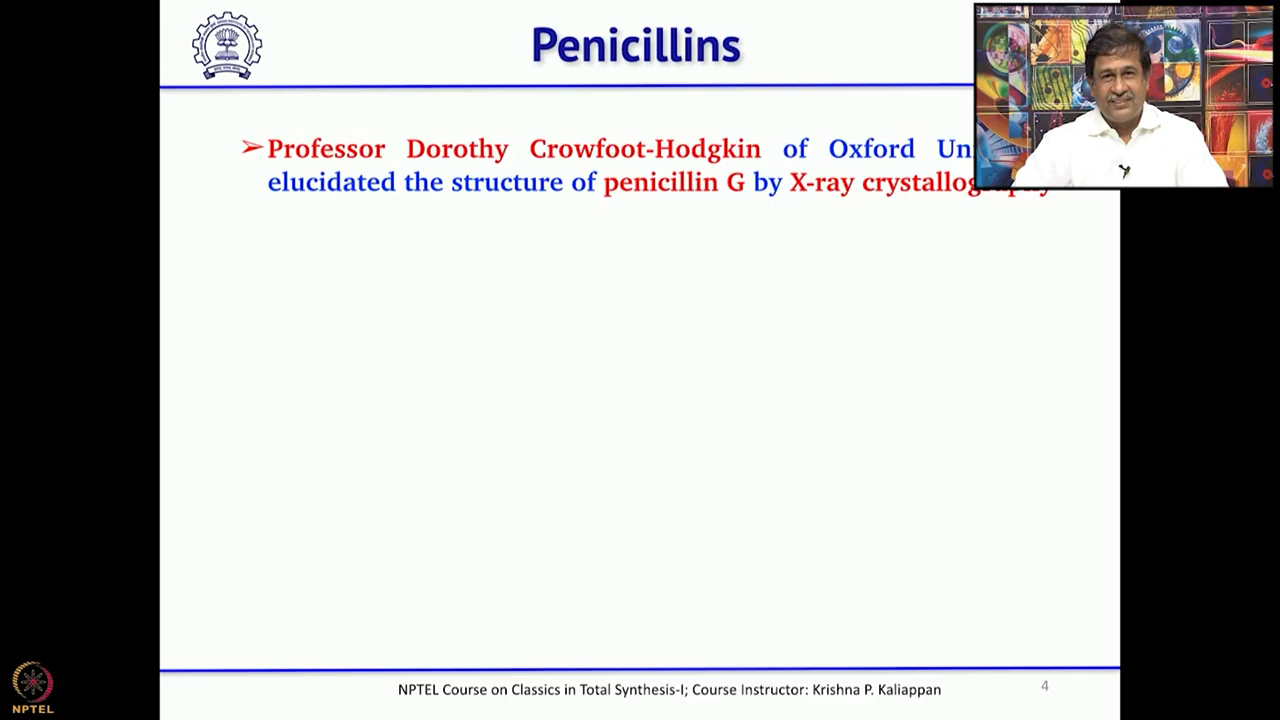 Penicillins
➢Professor Dorothy Crowfoot-Hodgkin of Oxford
elucidated the structure of penicillin G by X-ray
NPTEL Course on Classics in Total Synthesis-I; Course Instructor: Krishna P. Kaliappan
4
NPTEL